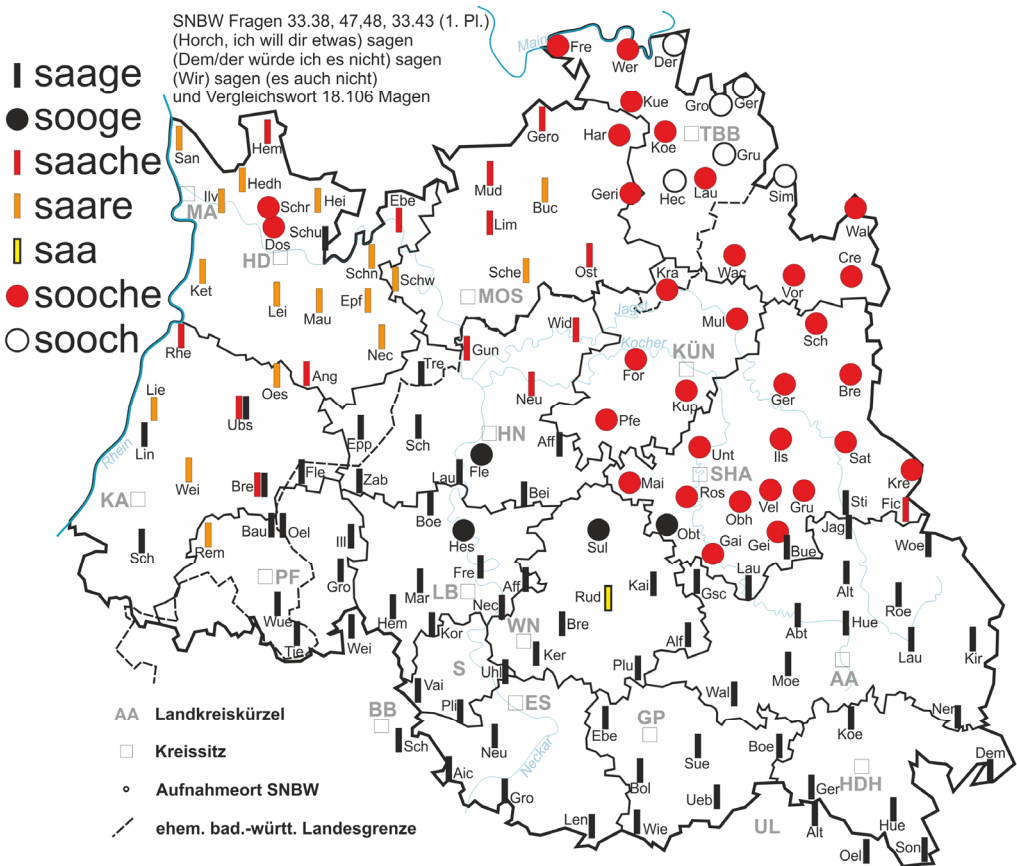 SNBW Fragen 33.38, 47,48, 33.43 (1. Pl.)
(Horch, ich will dir etwas) sagen
(Dem/der würde ich es nicht) sagen
(Wir) sagen (es auch nicht)
und Vergleichswort 18.106 Magen
saage
sooge
saache
saare
saa
sooche
sooch
Main
Fre
Wer
Der
Kue
Gro
Ger
Gero
Har
Koe
TBB
Gru
San
Hem
Hedh
Mud
Geri
Hec
Lau
Sim
Ilv
MA
Schr
Hei
Ebe
Buc
Wal
Dos
Schu
Lim
HD
Schn
Sche
Ost
Kra
Wac
Vor
Cre
Ket
Lei
Mau
Epf
Schw
MOS
Jagst
Wid
Mul
Sch
Rhe
Nec
Gun
Kocher
KÜN
For
Tre
Ang
Oes
Neu
Kup
Ger
Bre
Lie
Ubs
Lin
Rhein
Epp
Sch
HN
Aff
Pfe
Unt
Ils
Sat
Fle
Wei
Bre
Fle
Zab
Lau
Bei
Mai
SHA
Ros
Obh
Vel
Gru
Kre
Sti
Fic
KA
Boe
Sch
Rem
Bau
Oel
Ill
Hes
Sul
Obt
Gai
Gei
Bue
Jag
Woe
PF
Gro
Mar
Fre
LB
Aff
Nec
Rud
Kai
Gsc
Lau
Alt
Roe
Wue
Tie
Wei
Hem
Kor
WN
Bre
Ker
Alf
Abt
Hue
Lau
Kir
S
Uhl
Plu
Moe
AA
Vai
Pli
ES
Wal
BB
Sch
Neu
Ebe
GP
Sue
Boe
Koe
Ner
Dem
Neckar
Aic
Gro
Bol
Ueb
Ger
HDH
Len
Wie
UL
Alt
Hue
Oel
Son
AA Landkreiskürzel
Kreissitz
Aufnahmeort SNBW
ehem. bad.-württ. Landesgrenze